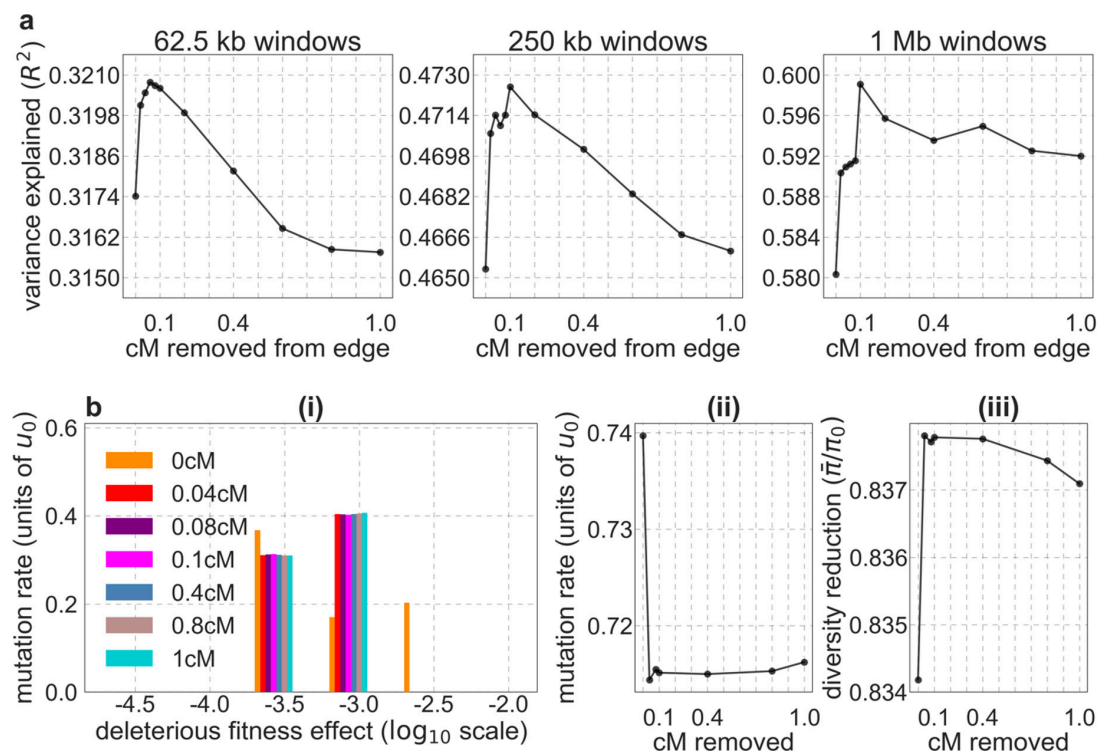 a
62.5 kb windows
250 kb windows
1 Mb windows
variance explained (R²)
0.3210
0.3198
0.3186
0.3174
0.3162
0.3150
0.1
0.4
1.0
cM removed from edge
0.4730
0.4714
0.4698
0.4682
0.4666
0.4650
0.1
0.4
1.0
cM removed from edge
0.600
0.596
0.592
0.588
0.584
0.580
0.1
0.4
1.0
cM removed from edge
b
(i)
mutation rate (units of u₀)
0.6
0.4
0.2
0.0
0cM
0.04cM
0.08cM
0.1cM
0.4cM
0.8cM
1cM
-4.5
-4.0
-3.5
-3.0
-2.5
-2.0
deleterious fitness effect (log₁₀ scale)
(ii)
mutation rate (units of u₀)
0.74
0.73
0.72
0.1
0.4
1.0
cM removed
(iii)
diversity reduction (π̄/π₀)
0.837
0.836
0.835
0.834
0.1
0.4
1.0
cM removed